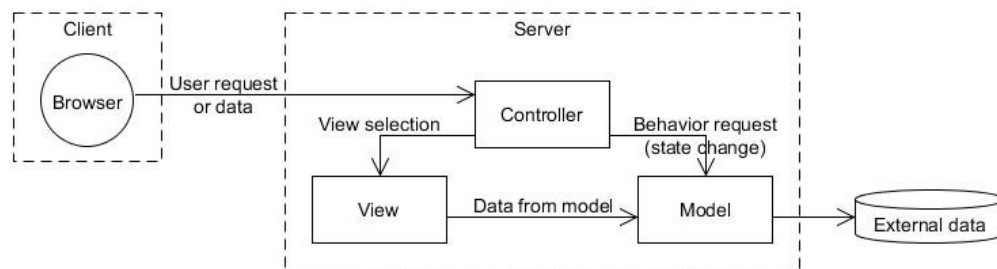 Client
Server
Browser
User request
or data
Controller
View selection
Behavior request
(state change)
View
Data from model
Model
External data